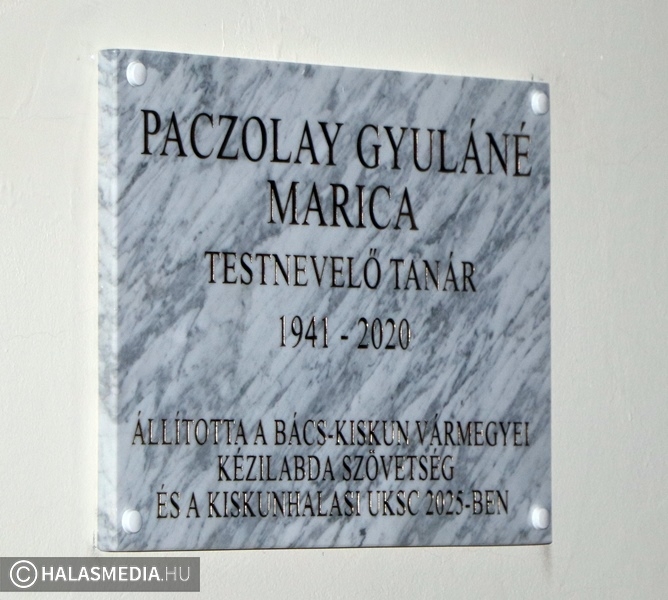 PACZOLAY GYULÁNÉ
MARICA
TESTNEVELŐ TANÁR
1941 - 2020
ÁLLÍTOTTA A BÁCS-KISKUN VÁRMEGYEI
KÉZILABDA SZÖVETSÉG
ÉS A KISKUNHALASI UKSC 2025-BEN
© HALASMEDIA.HU